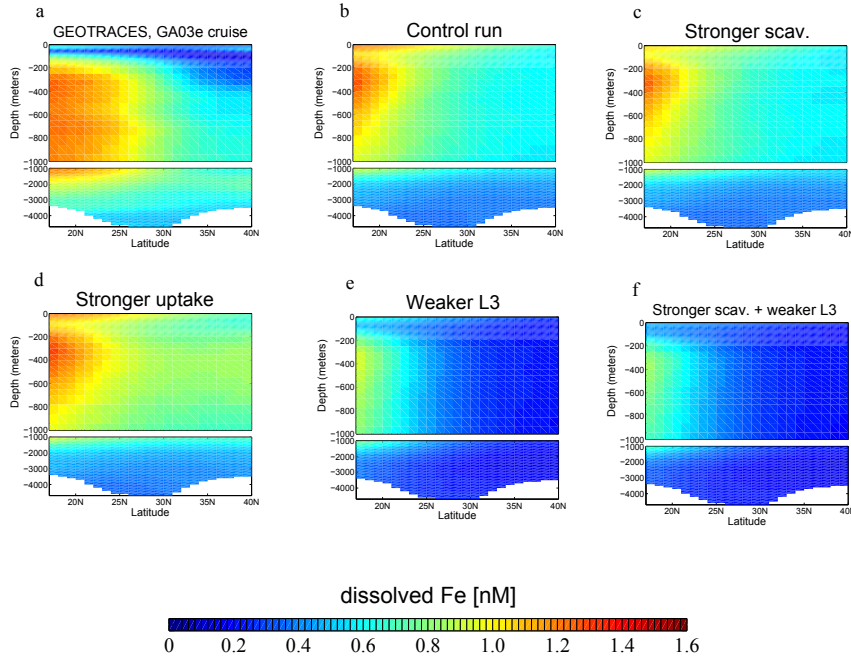 a
GEOTRACES, GA03e cruise
0
−200
−400
−600
−800
−1000
Depth (meters)
−1000
−2000
−3000
−4000
20N 25N 30N 35N 40N
Latitude
b
Control run
0
−200
−400
−600
−800
−1000
Depth (meters)
−1000
−2000
−3000
−4000
20N 25N 30N 35N 40N
Latitude
c
Stronger scav.
0
−200
−400
−600
−800
−1000
Depth (meters)
−1000
−2000
−3000
−4000
20N 25N 30N 35N 40N
Latitude
d
Stronger uptake
0
−200
−400
−600
−800
−1000
Depth (meters)
−1000
−2000
−3000
−4000
20N 25N 30N 35N 40N
Latitude
e
Weaker L3
0
−200
−400
−600
−800
−1000
Depth (meters)
−1000
−2000
−3000
−4000
20N 25N 30N 35N 40N
Latitude
f
Stronger scav. + weaker L3
0
−200
−400
−600
−800
−1000
Depth (meters)
−1000
−2000
−3000
−4000
20N 25N 30N 35N 40N
Latitude
dissolved Fe [nM]
0 0.2 0.4 0.6 0.8 1.0 1.2 1.4 1.6